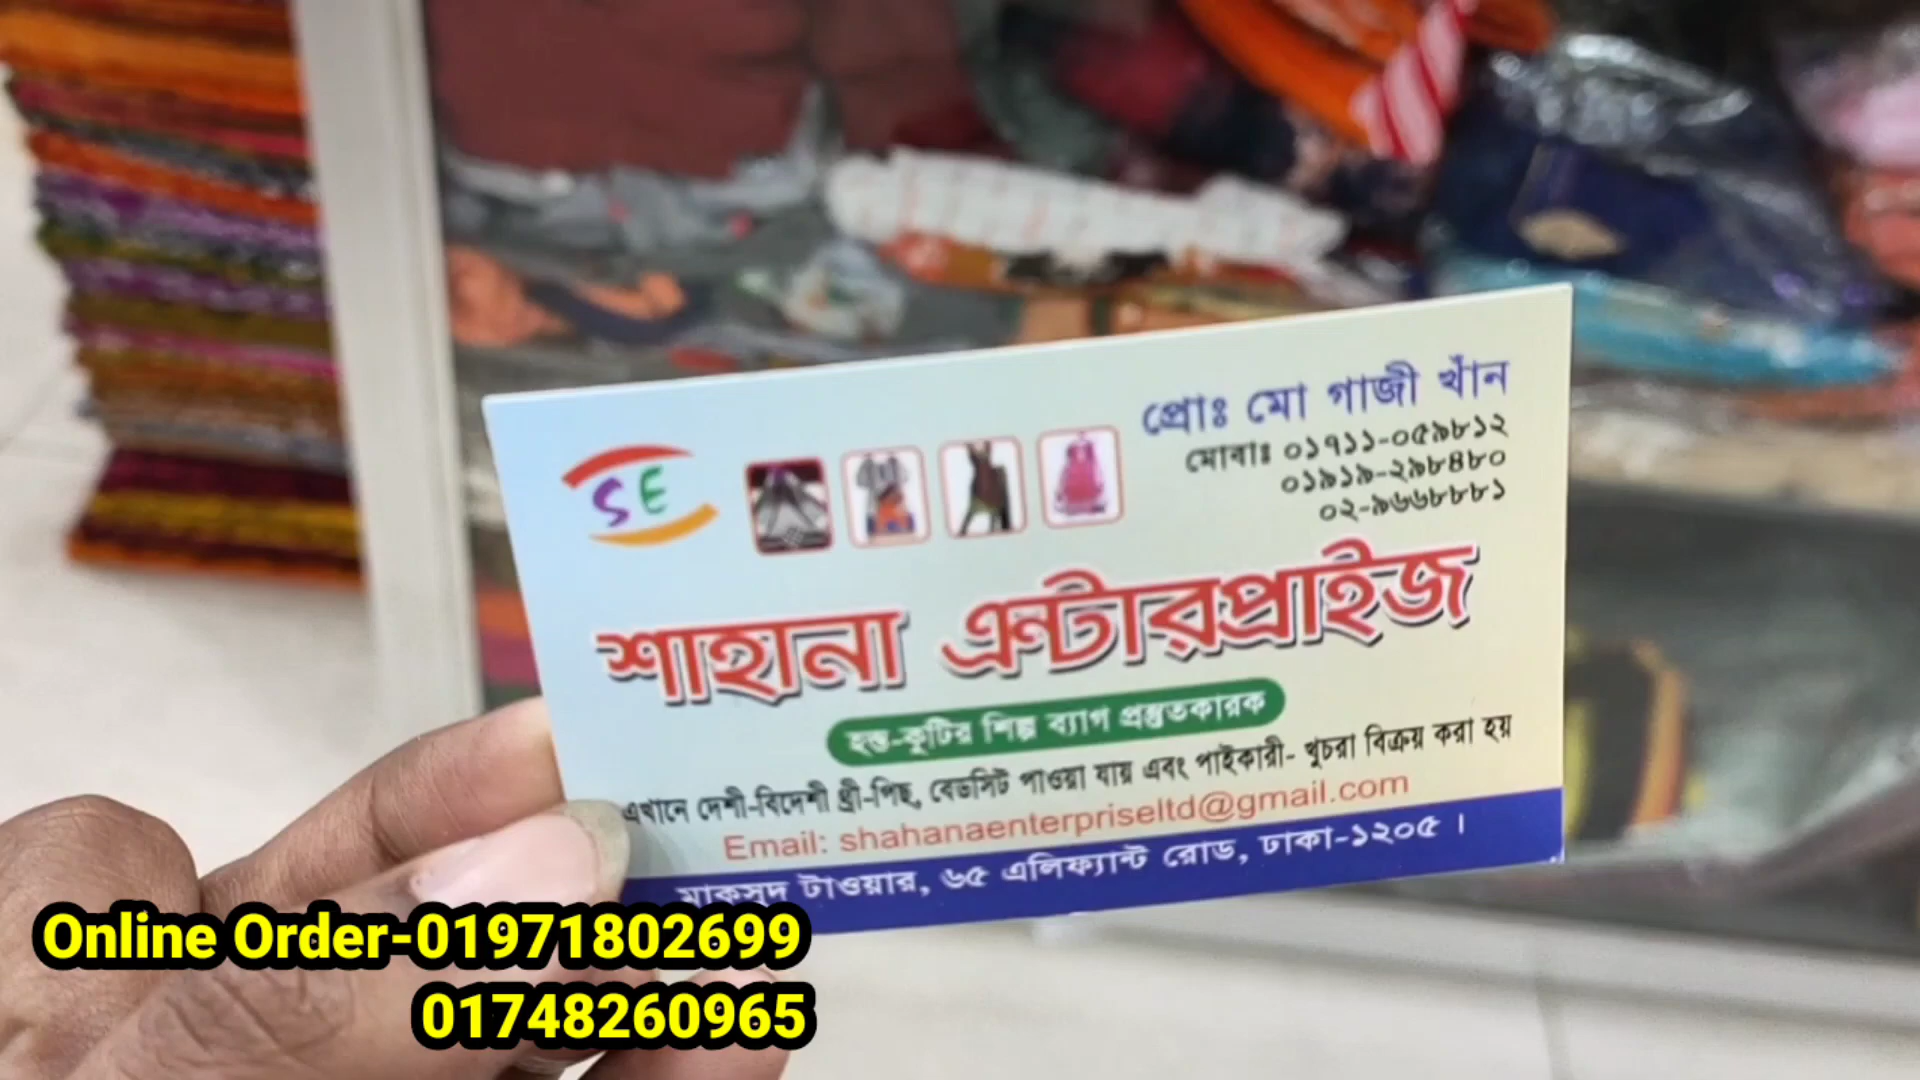 SE
প্রোঃ মো গাজী খাঁন
মোবাঃ ০১৭১১-০৫৯৮১২
০১৯১৯-২৯৮৪৮০
০২-৯৬৬৮৮৮১
শাহানা এন্টারপ্রাইজ
হস্ত-কুটির শিল্প ব্যাগ প্রস্তুতকারক
এখানে দেশী-বিদেশী থ্রী-পিছ, বেডসিট পাওয়া যায় এবং পাইকারী- খুচরা বিক্রয় করা হয়
Email: shahanaenterpriseltd@gmail.com
মাকসুদ টাওয়ার, ৬৫ এলিফ্যান্ট রোড, ঢাকা-১২০৫ ।
Online Order-01971802699
01748260965